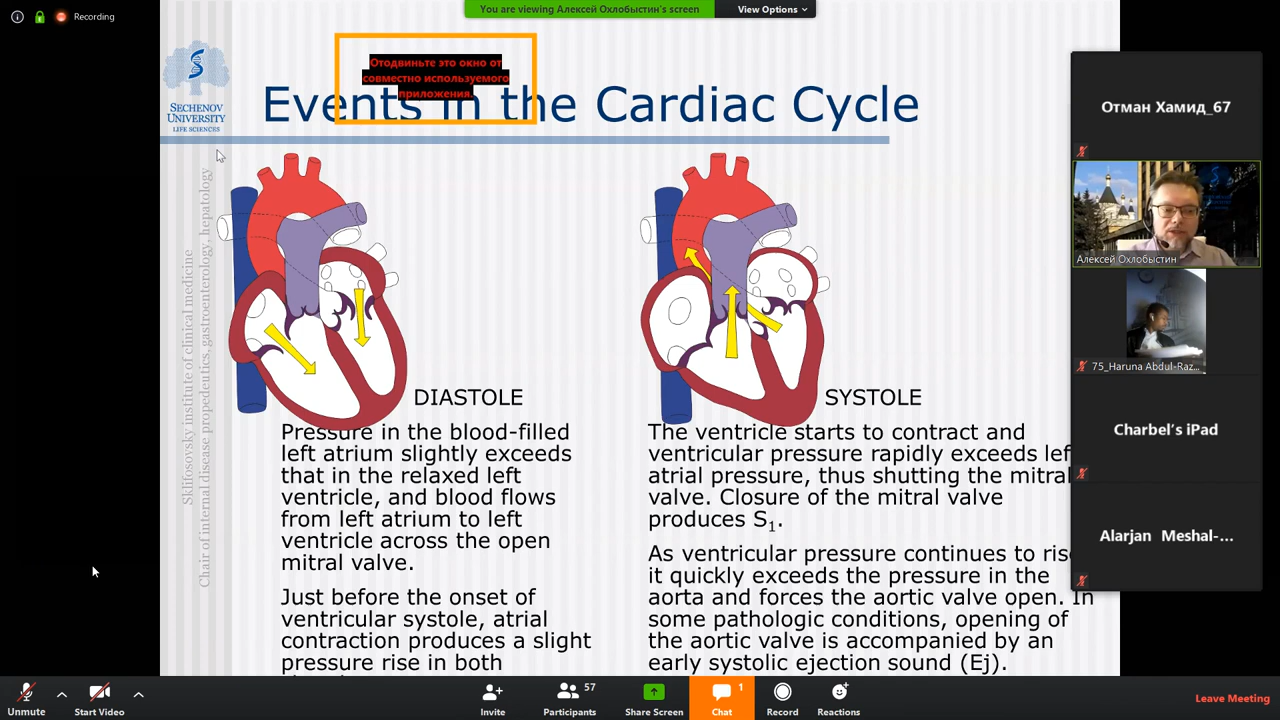 Recording
You are viewing Алексей Охлобыстин's screen
View Options
Отодвиньте это окно от
совместно используемого
приложения.
SECHENOV
UNIVERSITY
LIFE SCIENCES
Events in the Cardiac Cycle
Sklifosovsky institute of clinical medicine
Chair of internal disease propedeutics, gastroenterology, hepatology
DIASTOLE
Pressure in the blood-filled
left atrium slightly exceeds
that in the relaxed left
ventricle, and blood flows
from left atrium to left
ventricle across the open
mitral valve.
Just before the onset of
ventricular systole, atrial
contraction produces a slight
pressure rise in both
SYSTOLE
The ventricle starts to contract and
ventricular pressure rapidly exceeds lef
atrial pressure, thus shutting the mitral
valve. Closure of the mitral valve
produces S₁.
As ventricular pressure continues to rise
it quickly exceeds the pressure in the
aorta and forces the aortic valve open. In
some pathologic conditions, opening of
the aortic valve is accompanied by an
early systolic ejection sound (Ej).
Отман Хамид_67
Алексей Охлобыстин
75_Haruna Abdul-Raz...
Charbel's iPad
Alarjan Meshal-...
Unmute
Start Video
Invite
57
Participants
Share Screen
1
Chat
Record
Reactions
Leave Meeting